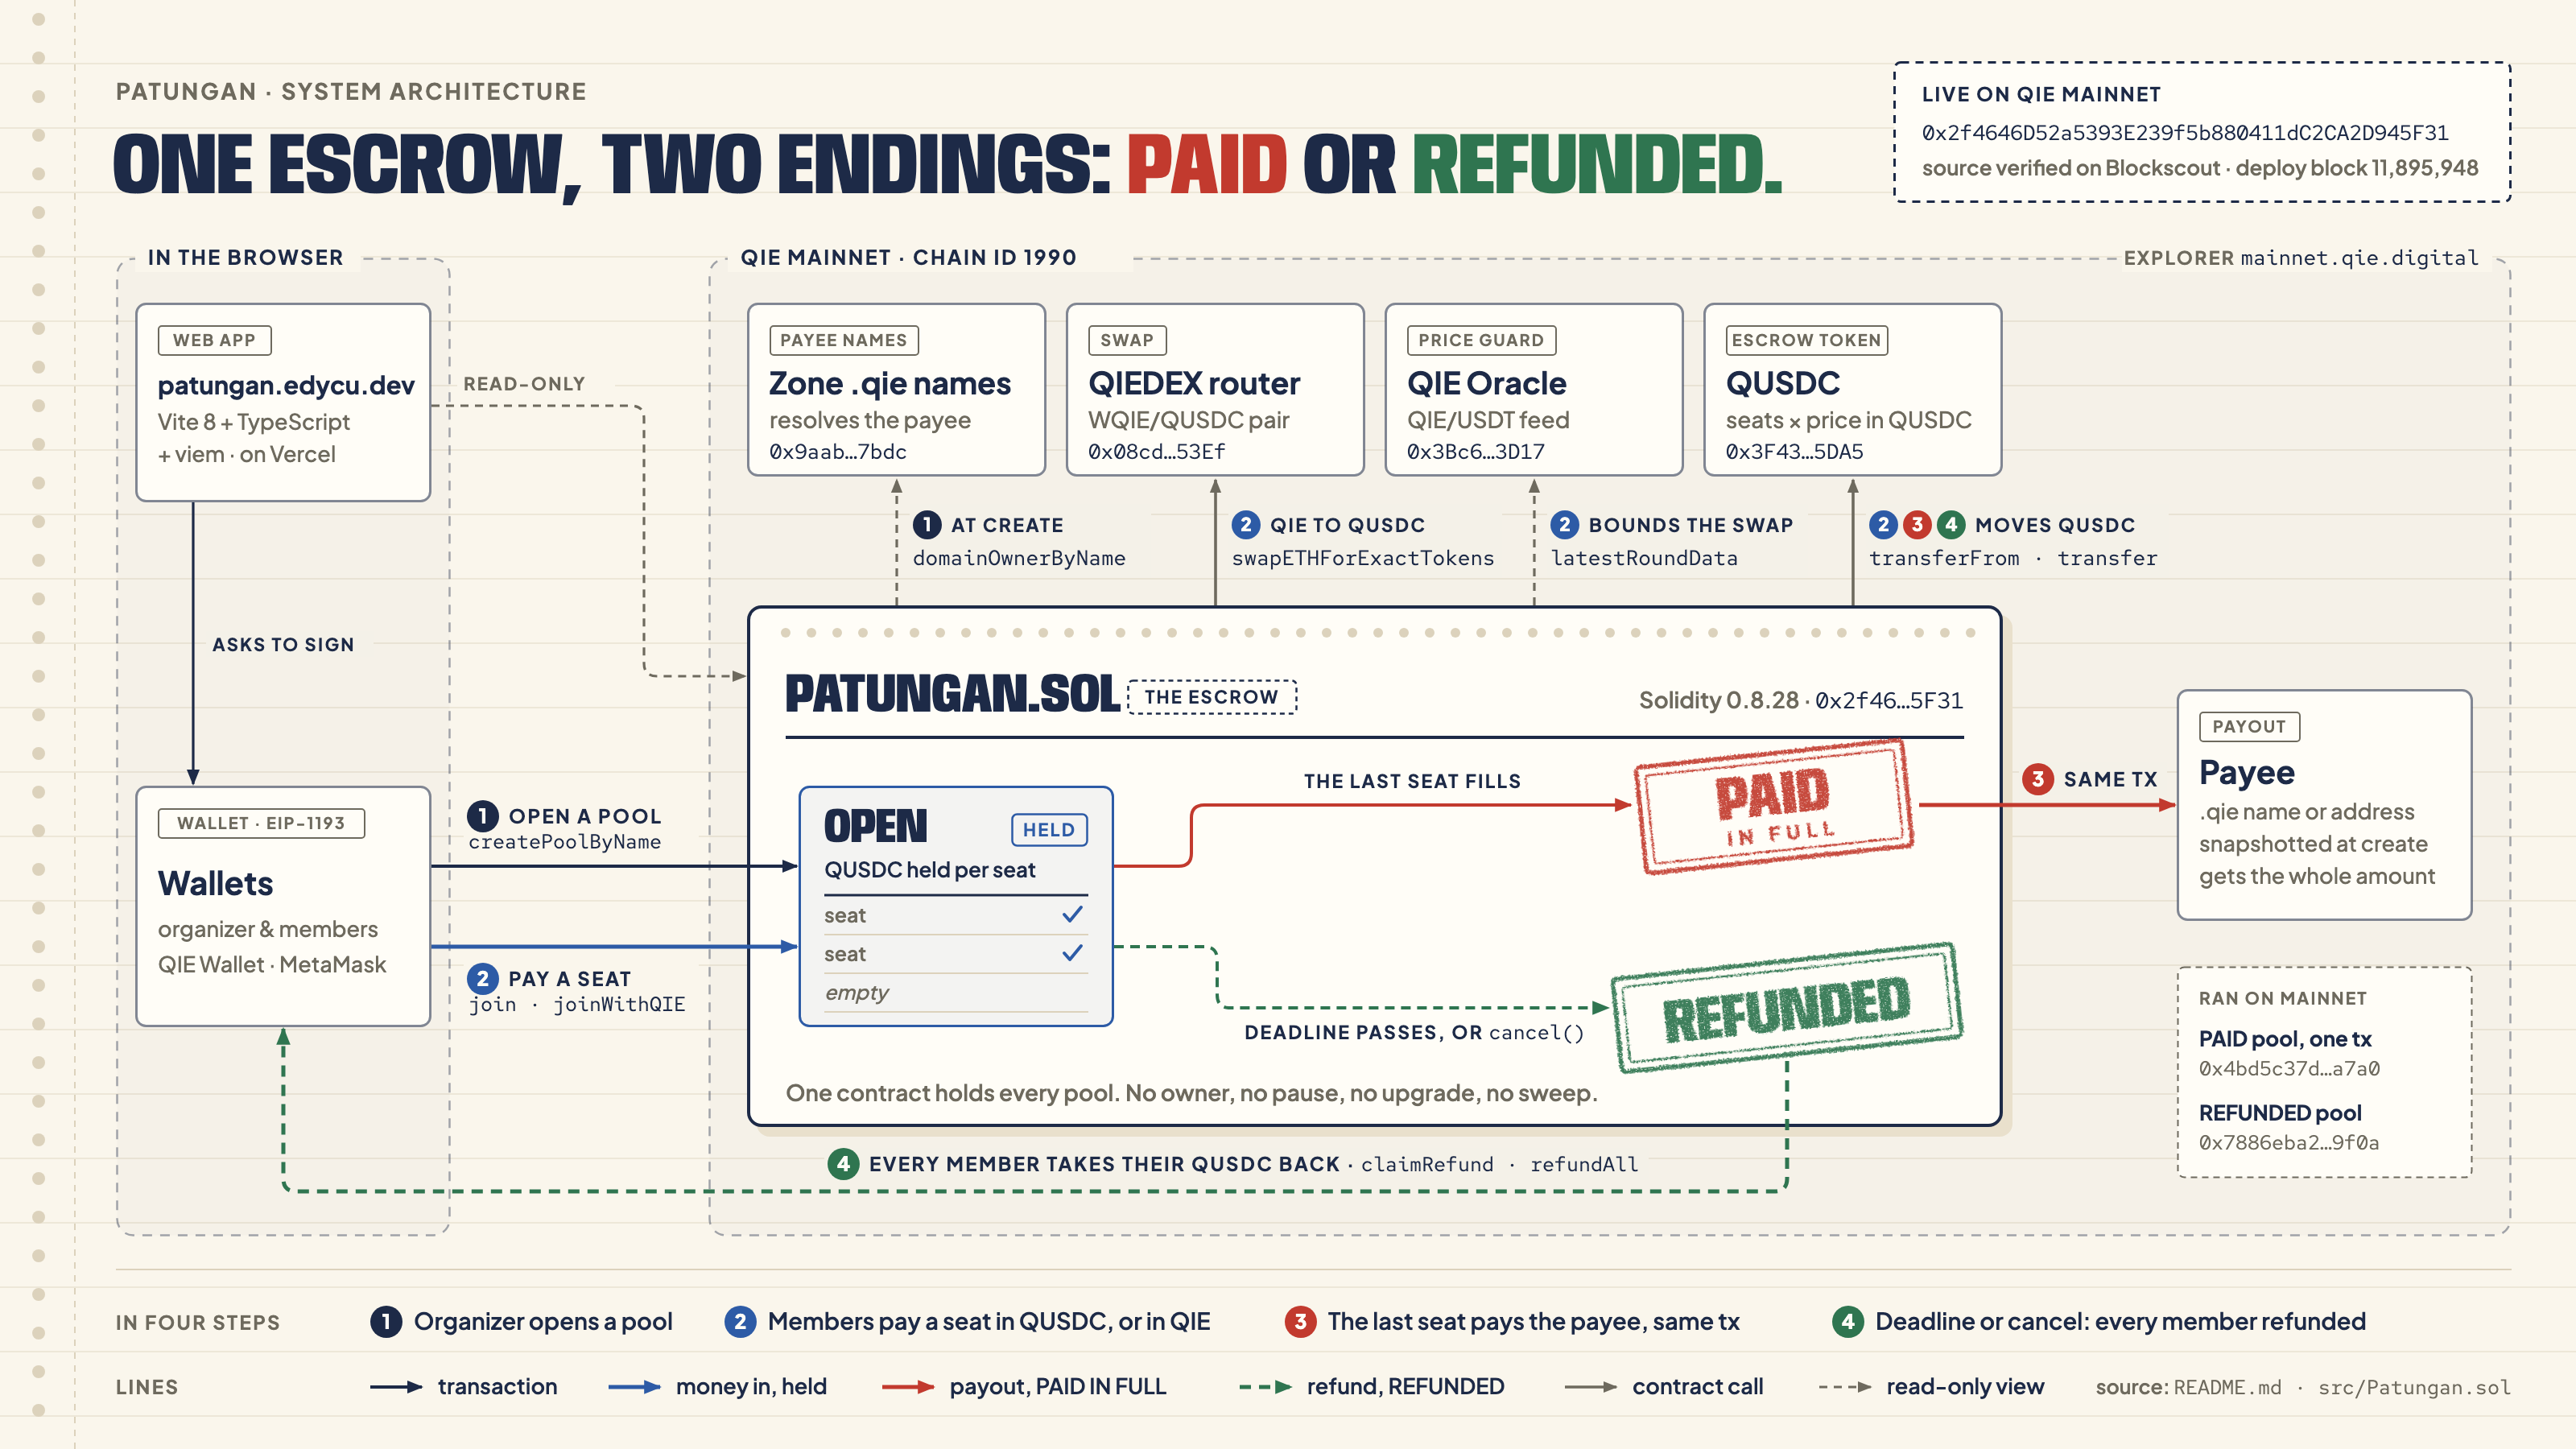 PATUNGAN · SYSTEM ARCHITECTURE
ONE ESCROW, TWO ENDINGS: PAID OR REFUNDED.
LIVE ON QIE MAINNET
0x2f4646D52a5393E239f5b880411dC2CA2D945F31
source verified on Blockscout · deploy block 11,895,948
IN THE BROWSER
QIE MAINNET · CHAIN ID 1990
EXPLORER mainnet.qie.digital
WEB APP
patungan.edycu.dev
Vite 8 + TypeScript
+ viem · on Vercel
READ-ONLY
PAYEE NAMES
Zone .qie names
resolves the payee
0x9aab…7bdc
SWAP
QIEDEX router
WQIE/QUSDC pair
0x08cd…53Ef
PRICE GUARD
QIE Oracle
QIE/USDT feed
0x3Bc6…3D17
ESCROW TOKEN
QUSDC
seats × price in QUSDC
0x3F43…5DA5
1 AT CREATE
domainOwnerByName
2 QIE TO QUSDC
swapETHForExactTokens
2 BOUNDS THE SWAP
latestRoundData
2 3 4 MOVES QUSDC
transferFrom · transfer
ASKS TO SIGN
WALLET · EIP-1193
Wallets
organizer & members
QIE Wallet · MetaMask
1 OPEN A POOL
createPoolByName
2 PAY A SEAT
join · joinWithQIE
PATUNGAN.SOL
THE ESCROW
Solidity 0.8.28 · 0x2f46…5F31
OPEN
HELD
QUSDC held per seat
seat
seat
empty
THE LAST SEAT FILLS
PAID
IN FULL
DEADLINE PASSES, OR cancel()
REFUNDED
One contract holds every pool. No owner, no pause, no upgrade, no sweep.
3 SAME TX
PAYOUT
Payee
.qie name or address
snapshotted at create
gets the whole amount
RAN ON MAINNET
PAID pool, one tx
0x4bd5c37d…a7a0
REFUNDED pool
0x7886eba2…9f0a
4 EVERY MEMBER TAKES THEIR QUSDC BACK · claimRefund · refundAll
IN FOUR STEPS
1 Organizer opens a pool
2 Members pay a seat in QUSDC, or in QIE
3 The last seat pays the payee, same tx
4 Deadline or cancel: every member refunded
LINES
transaction
money in, held
payout, PAID IN FULL
refund, REFUNDED
contract call
read-only view
source: README.md · src/Patungan.sol